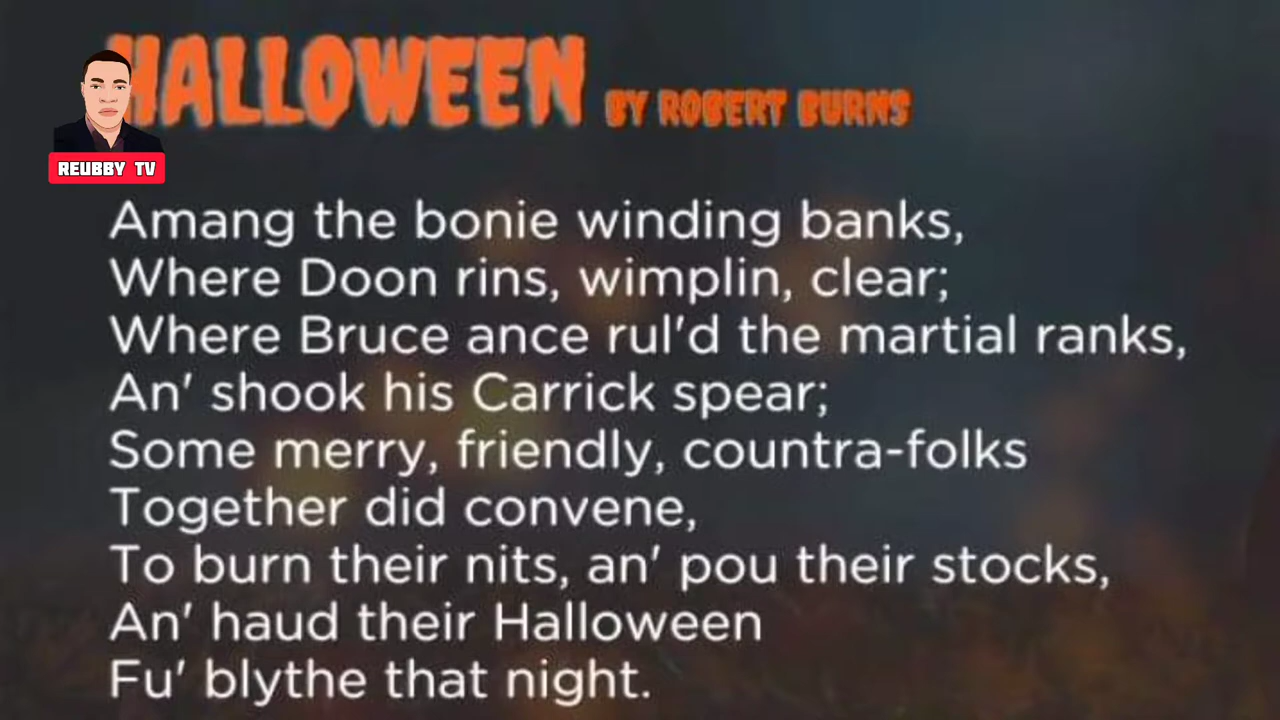 HALLOWEEN BY ROBERT BURNS
REUBBY TV
Amang the bonie winding banks,
Where Doon rins, wimplin, clear;
Where Bruce ance rul'd the martial ranks,
An' shook his Carrick spear;
Some merry, friendly, countra-folks
Together did convene,
To burn their nits, an' pou their stocks,
An' haud their Halloween
Fu' blythe that night.